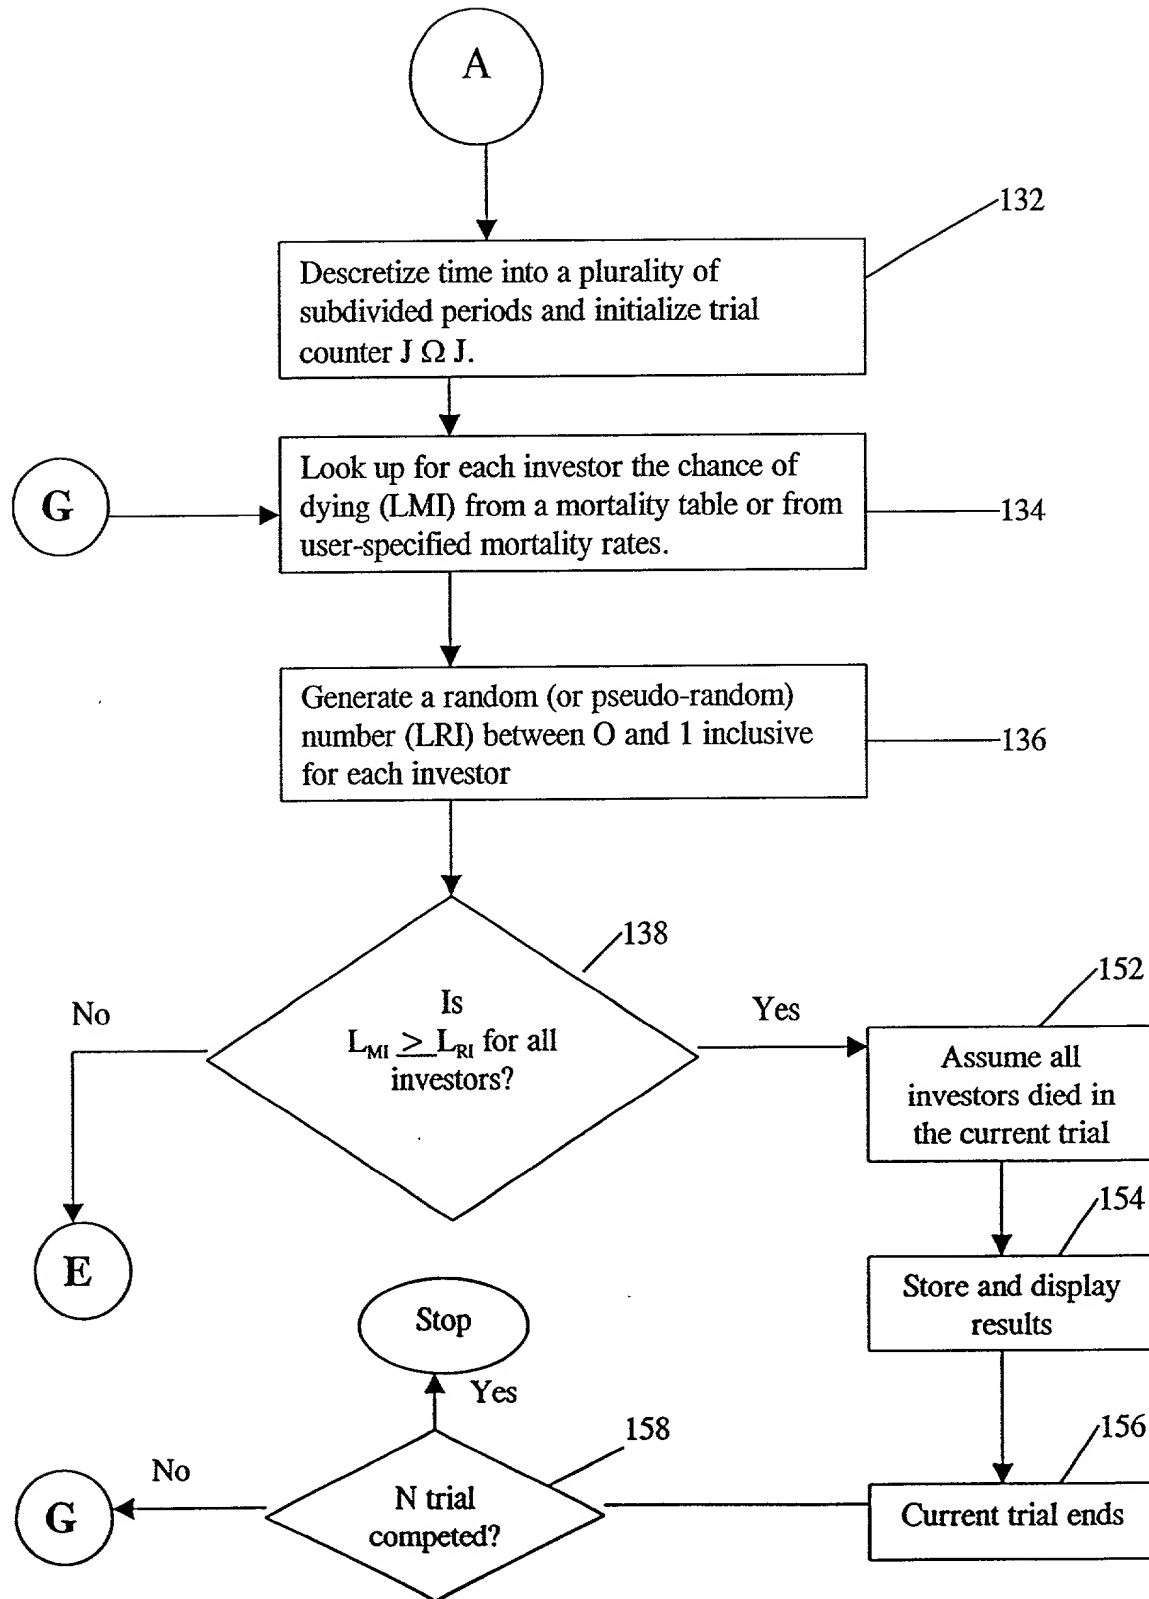 A
132
Descretize time into a plurality of
subdivided periods and initialize trial
counter J Ω J.
G
Look up for each investor the chance of
dying (LMI) from a mortality table or from
user-specified mortality rates.
134
Generate a random (or pseudo-random)
number (LRI) between O and 1 inclusive
for each investor
136
138
Is
L_MI ≥ L_RI for all
investors?
No
Yes
152
Assume all
investors died in
the current trial
E
154
Store and display
results
Stop
Yes
158
156
N trial
competed?
No
G
Current trial ends